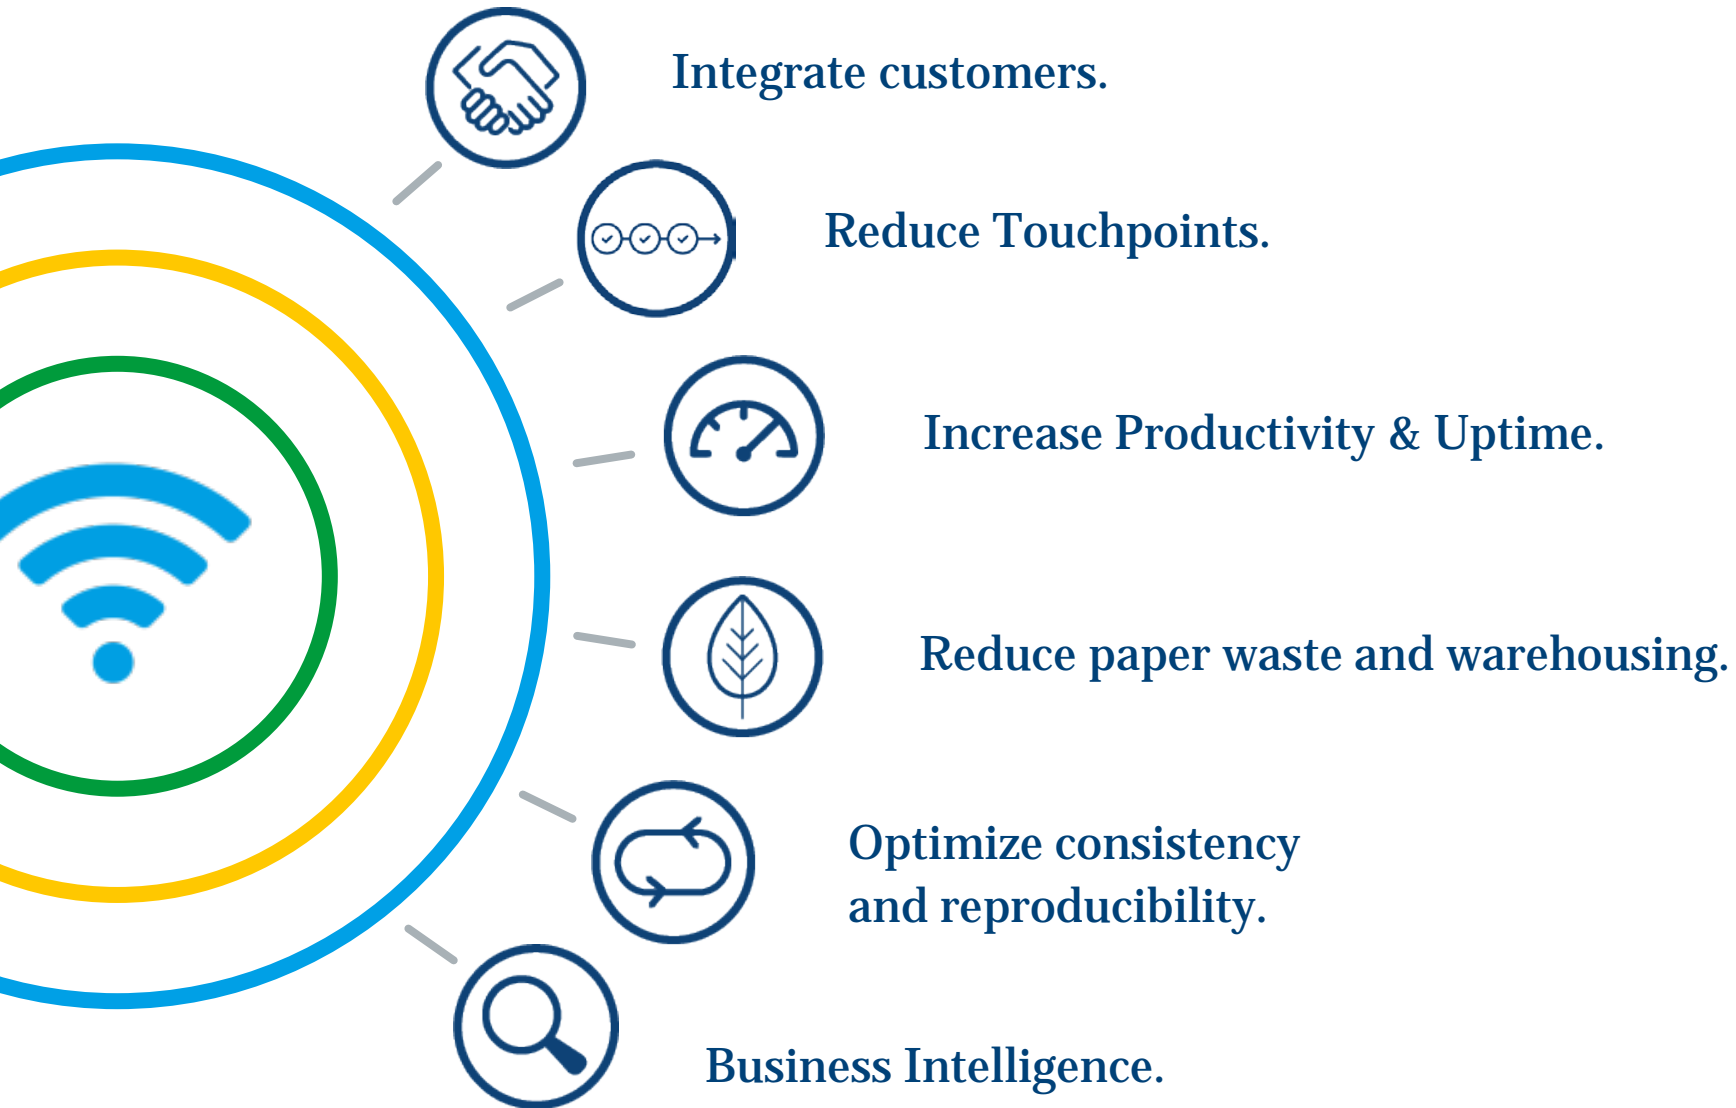 Integrate customers.
Reduce Touchpoints.
Increase Productivity & Uptime.
Reduce paper waste and warehousing.
Optimize consistency
and reproducibility.
Business Intelligence.